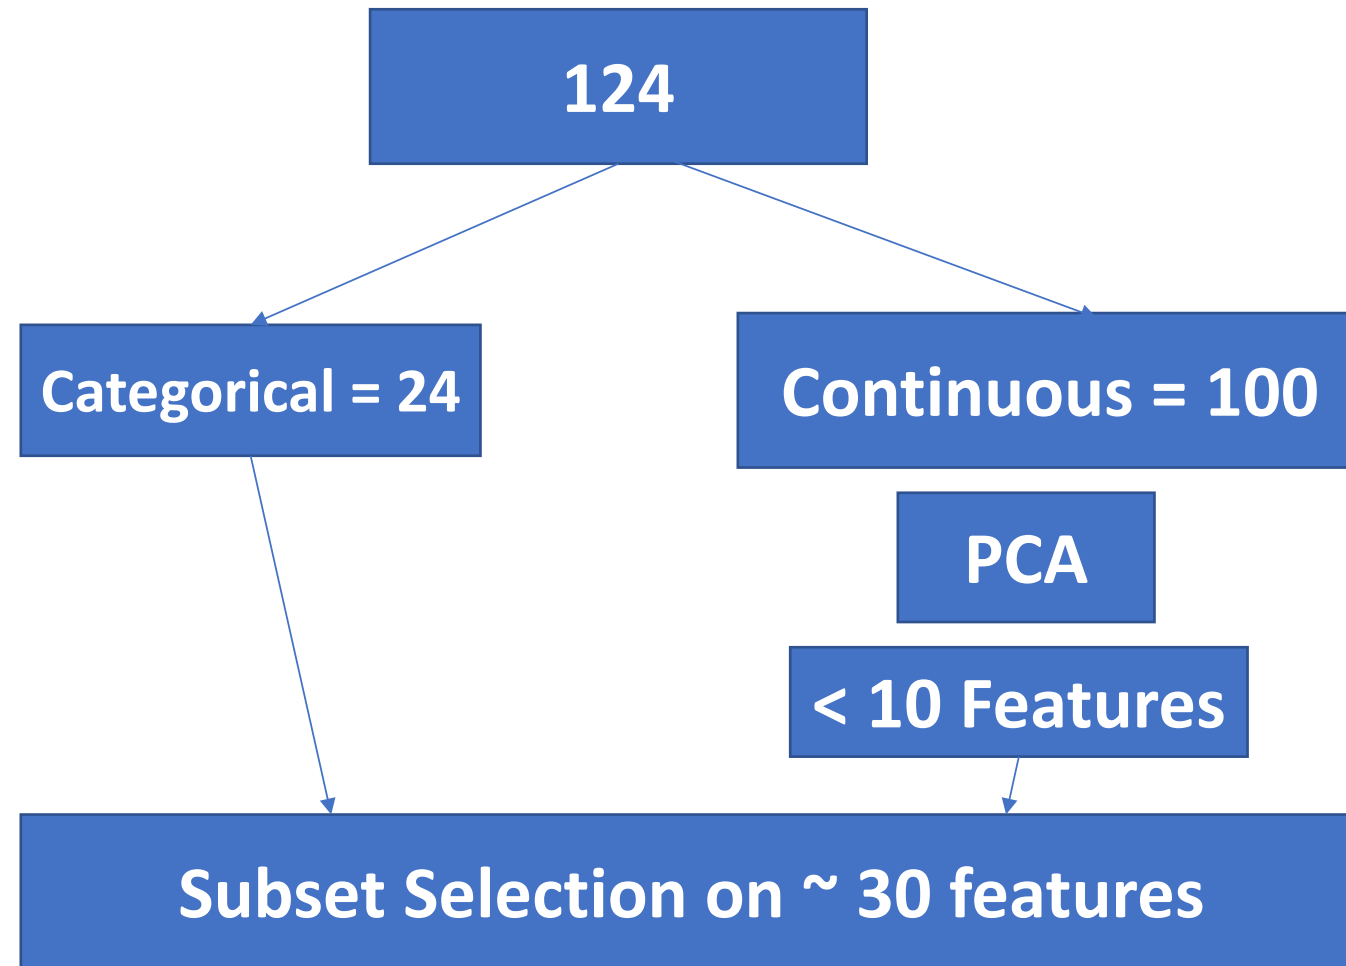 124
Categorical = 24
Continuous = 100
PCA
< 10 Features
Subset Selection on ~ 30 features